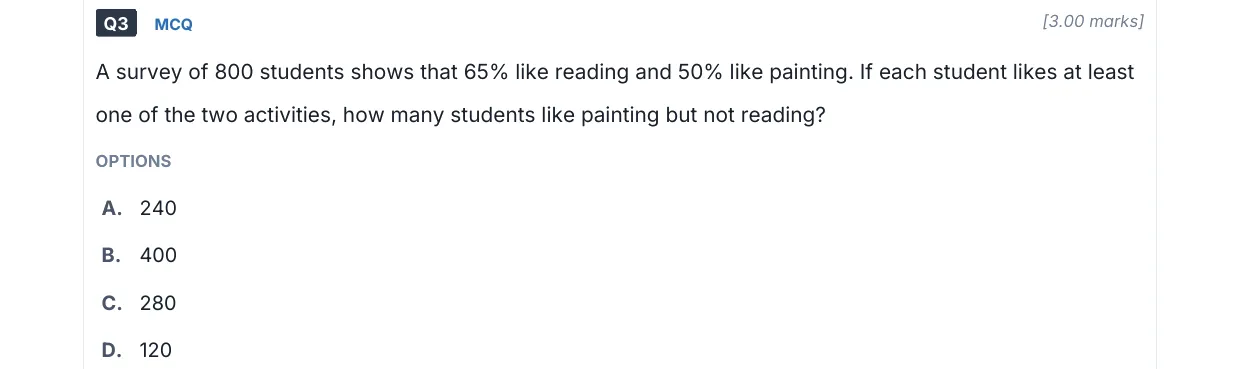 Q3 MCQ [3.00 marks]
A survey of 800 students shows that 65% like reading and 50% like painting. If each student likes at least
one of the two activities, how many students like painting but not reading?
OPTIONS
A. 240
B. 400
C. 280
D. 120